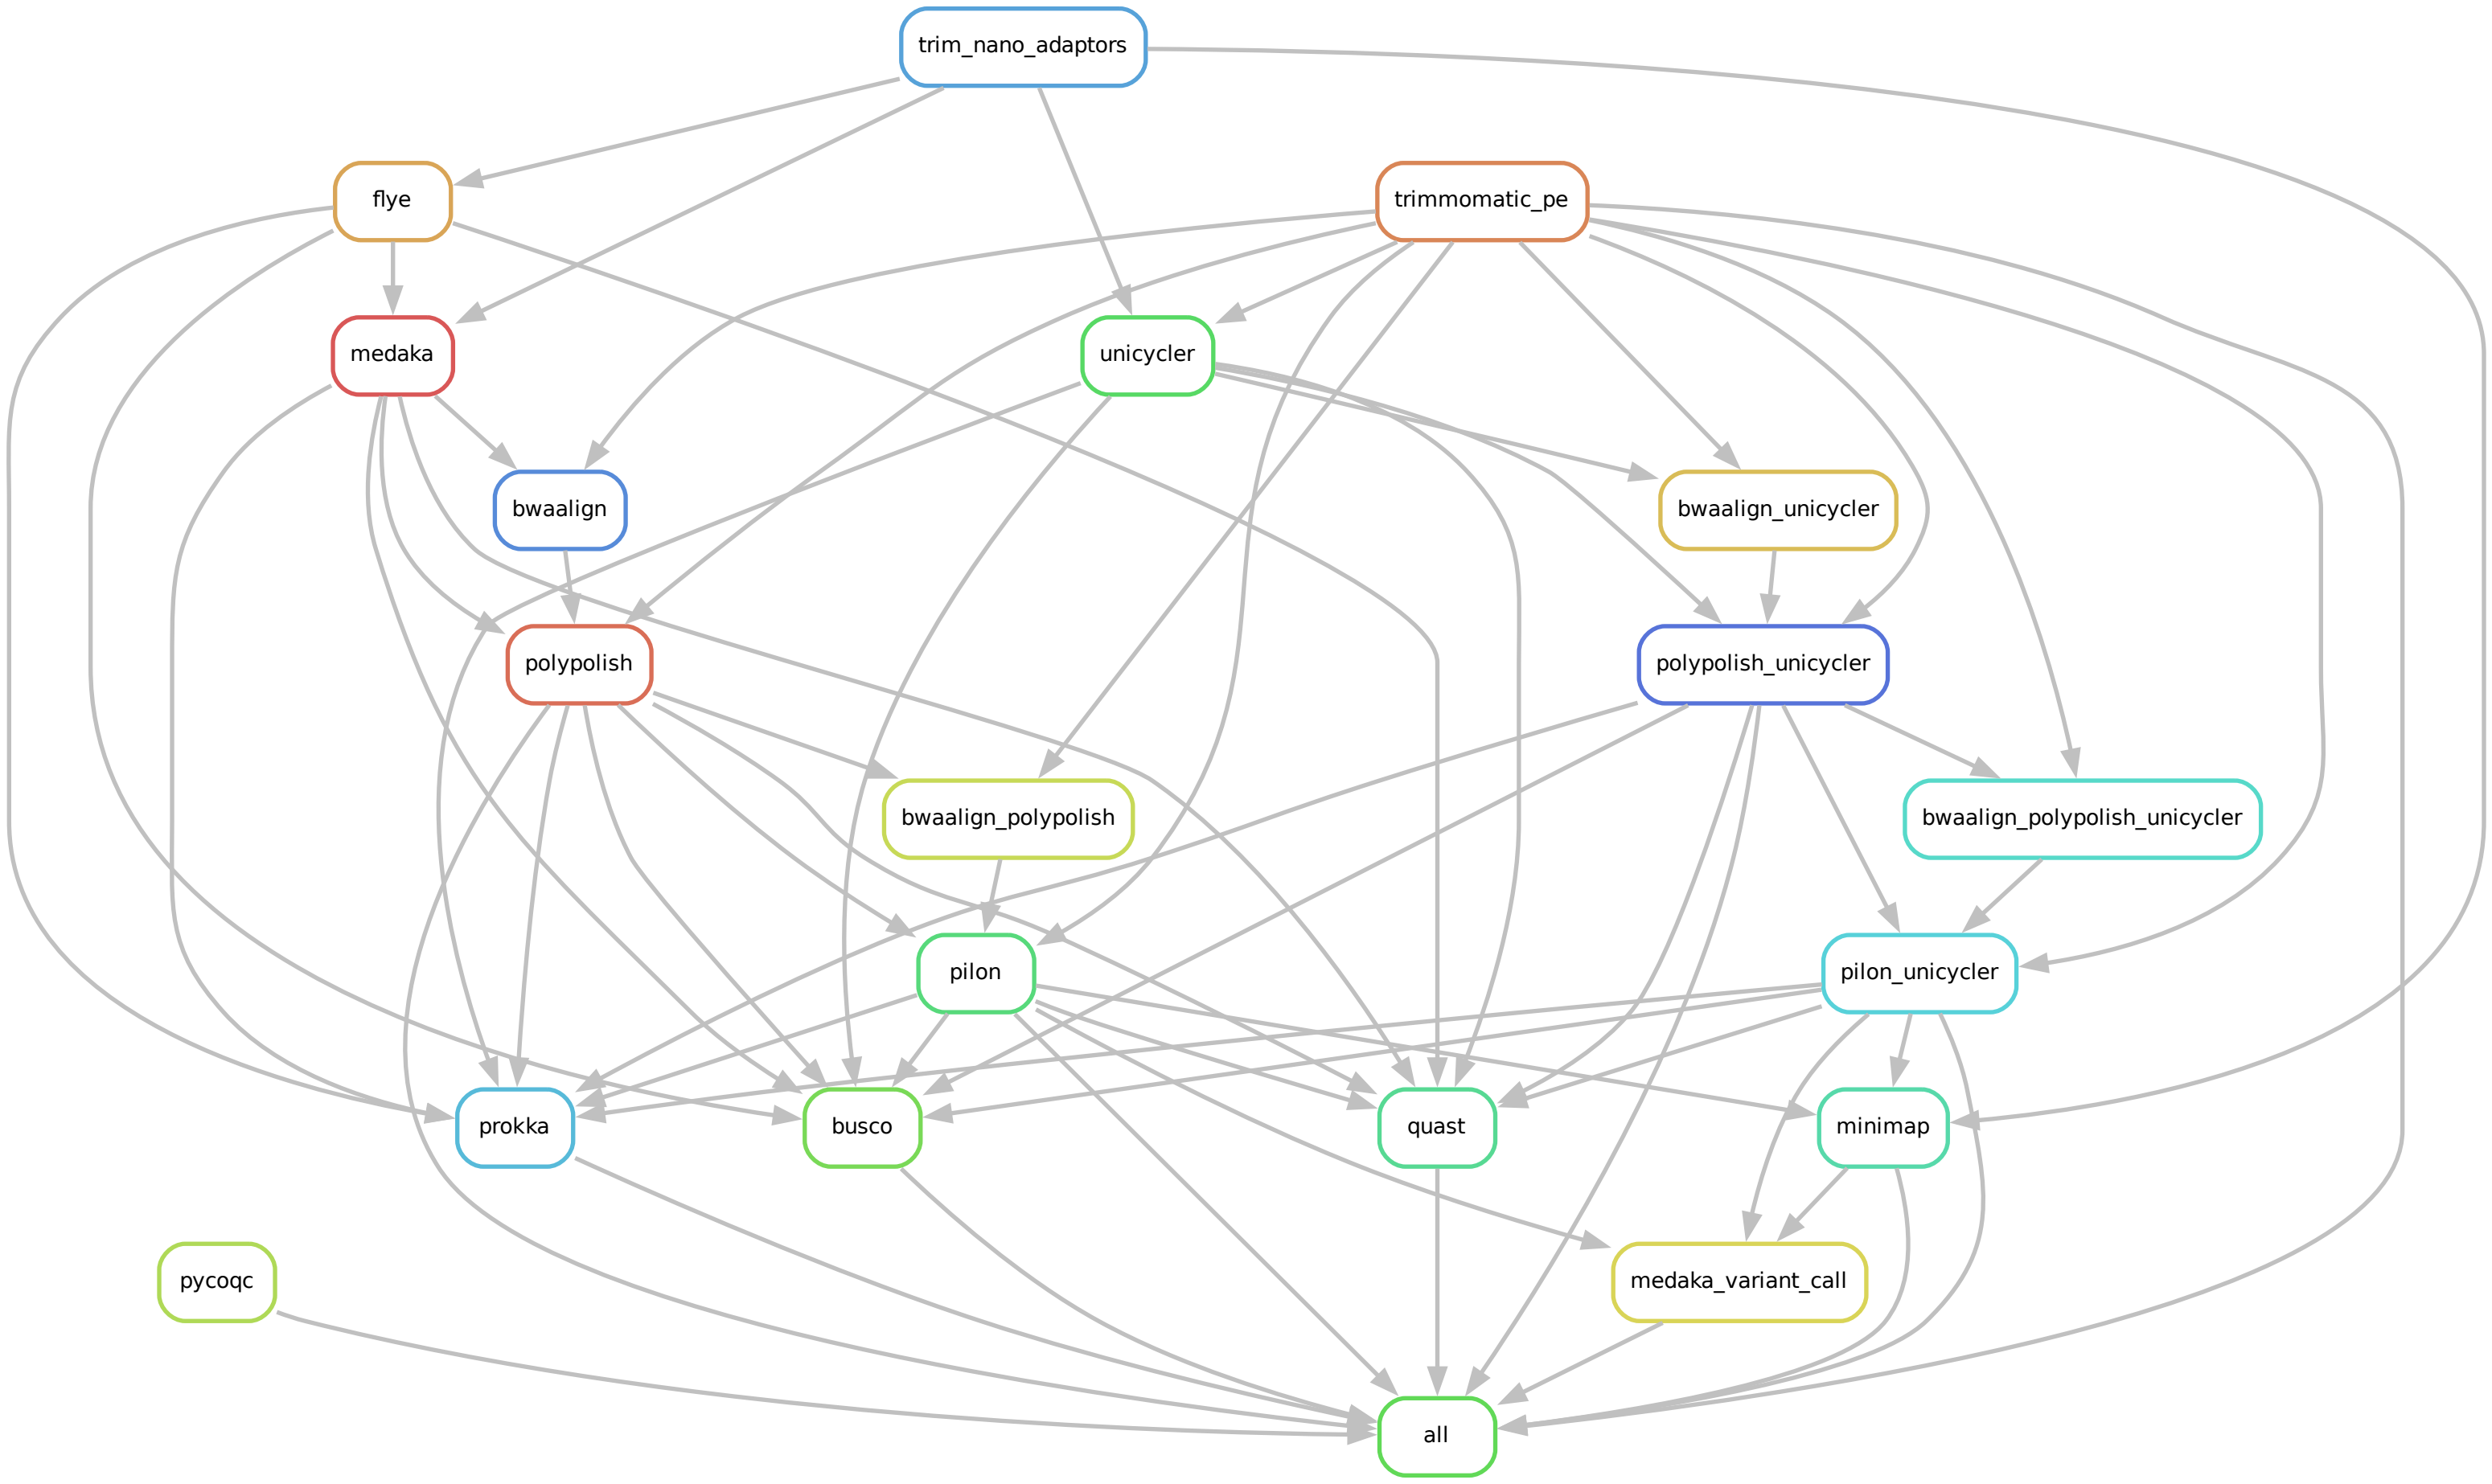 trim_nano_adaptors
flye
trimmomatic_pe
medaka
unicycler
bwaalign
bwaalign_unicycler
polypolish
polypolish_unicycler
bwaalign_polypolish
bwaalign_polypolish_unicycler
pilon
pilon_unicycler
prokka
busco
quast
minimap
pycoqc
medaka_variant_call
all